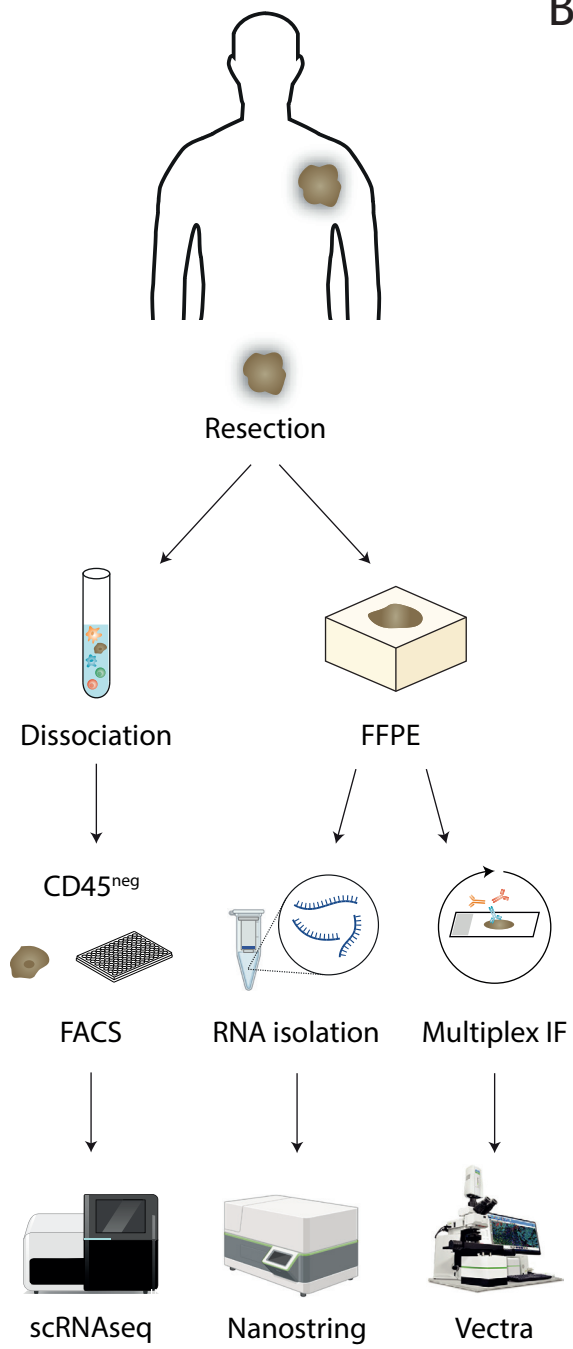 B
Resection
Dissociation
FFPE
CD45neg
FACS
RNA isolation
Multiplex IF
scRNAseq
Nanostring
Vectra